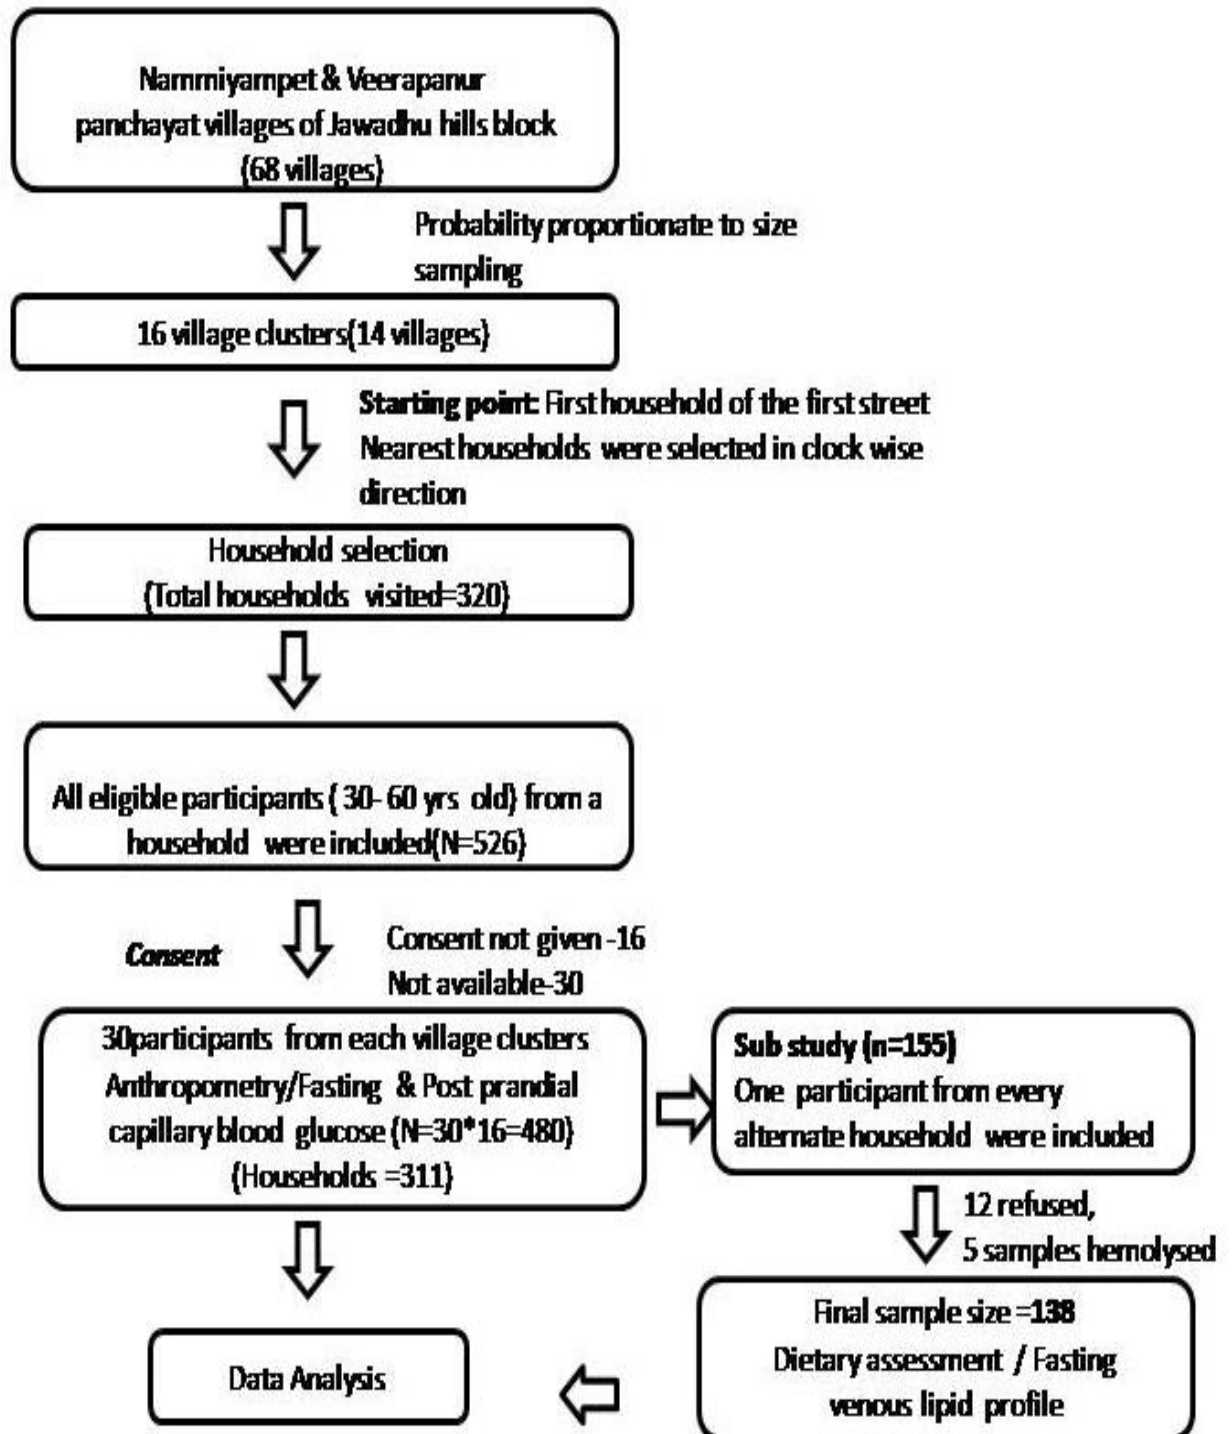 Nammiyampet & Veerapanur
panchayat villages of Jawadhu hills block
(68 villages)
Probability proportionate to size
sampling
16 village clusters(14 villages)
Starting point: First household of the first street
Nearest households were selected in clock wise
direction
Household selection
(Total households visited=320)
All eligible participants ( 30- 60 yrs old) from a
household were included(N=526)
Consent
Consent not given -16
Not available-30
30participants from each village clusters
Anthropometry/Fasting & Post prandial
capillary blood glucose (N=30*16=480)
(Households =311)
Sub study (n=155)
One participant from every
alternate household were included
12 refused,
5 samples hemolysed
Final sample size =138
Dietary assessment / Fasting
venous lipid profile
Data Analysis